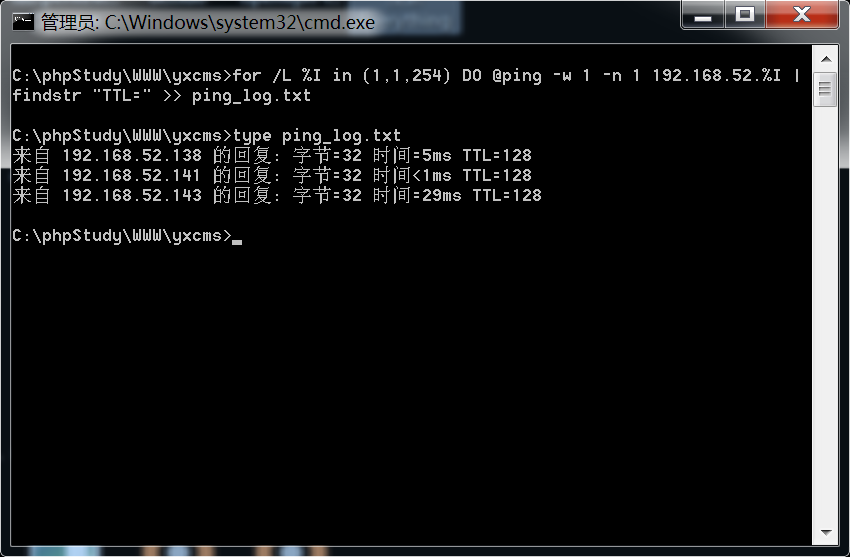 管理员: C:\Windows\system32\cmd.exe
C:\phpStudy\WWW\yxcms>for /L %I in (1,1,254) DO @ping -w 1 -n 1 192.168.52.%I |
findstr "TTL=" >> ping_log.txt
C:\phpStudy\WWW\yxcms>type ping_log.txt
来自 192.168.52.138 的回复: 字节=32 时间=5ms TTL=128
来自 192.168.52.141 的回复: 字节=32 时间<1ms TTL=128
来自 192.168.52.143 的回复: 字节=32 时间=29ms TTL=128
C:\phpStudy\WWW\yxcms>